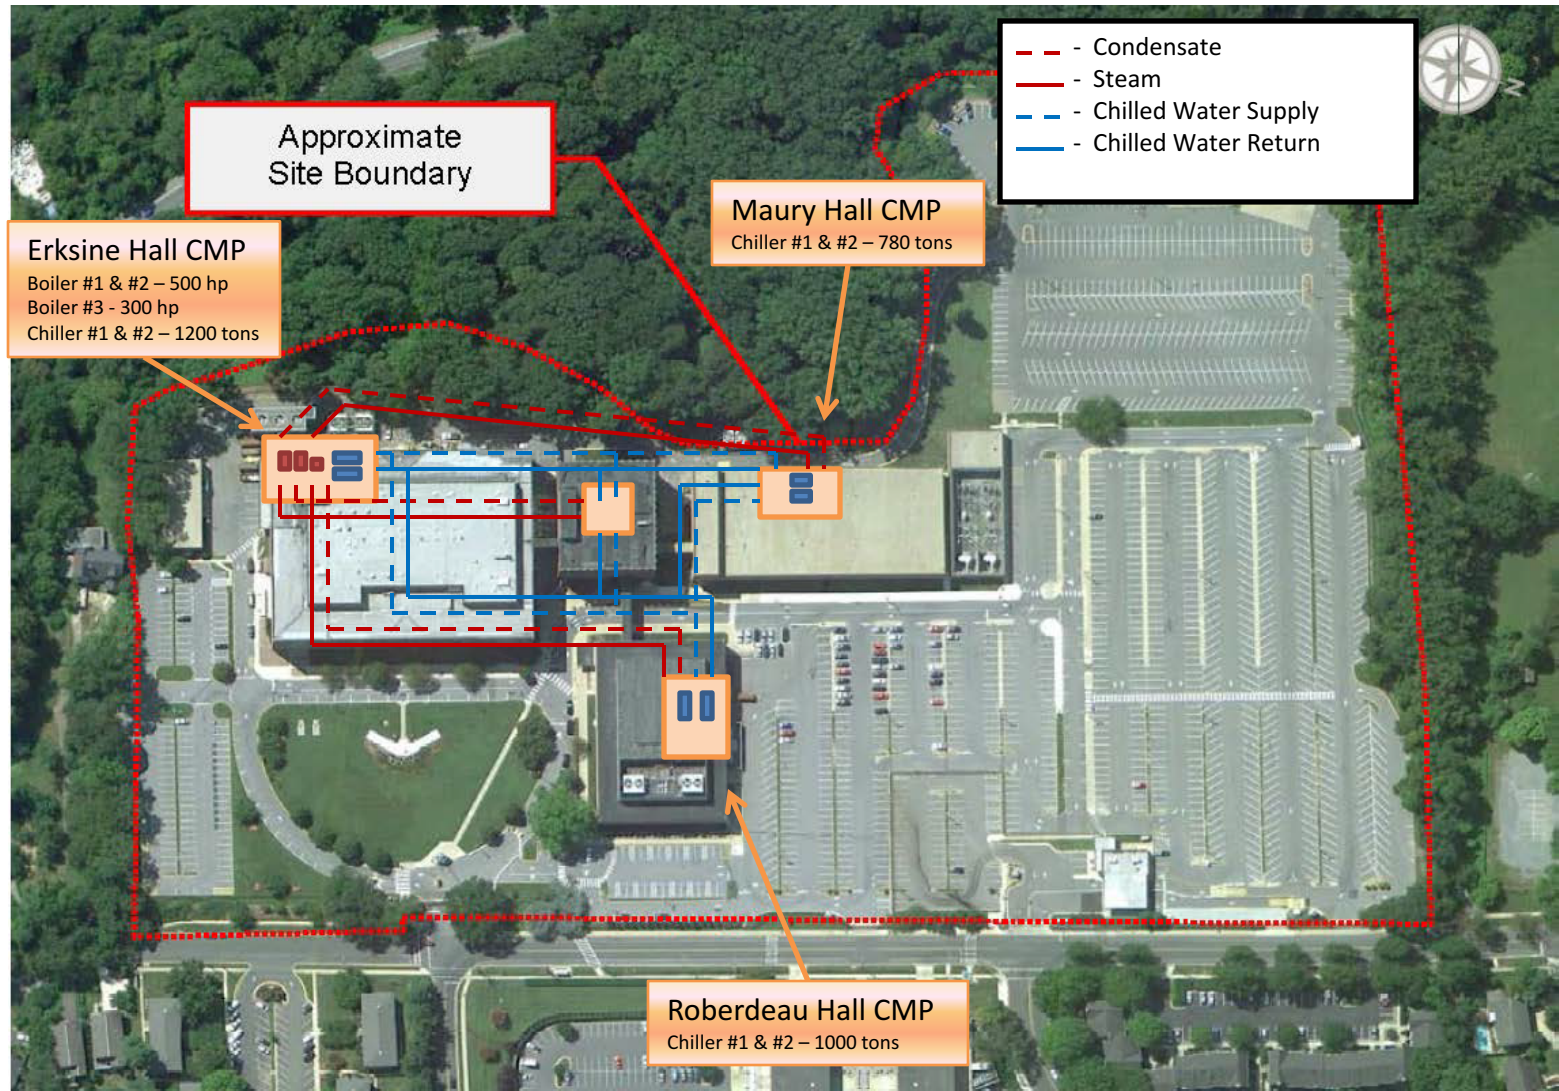 - Condensate
- Steam
- Chilled Water Supply
- Chilled Water Return
N
Approximate
Site Boundary
Maury Hall CMP
Chiller #1 & #2 – 780 tons
Erksine Hall CMP
Boiler #1 & #2 – 500 hp
Boiler #3 - 300 hp
Chiller #1 & #2 – 1200 tons
Roberdeau Hall CMP
Chiller #1 & #2 – 1000 tons